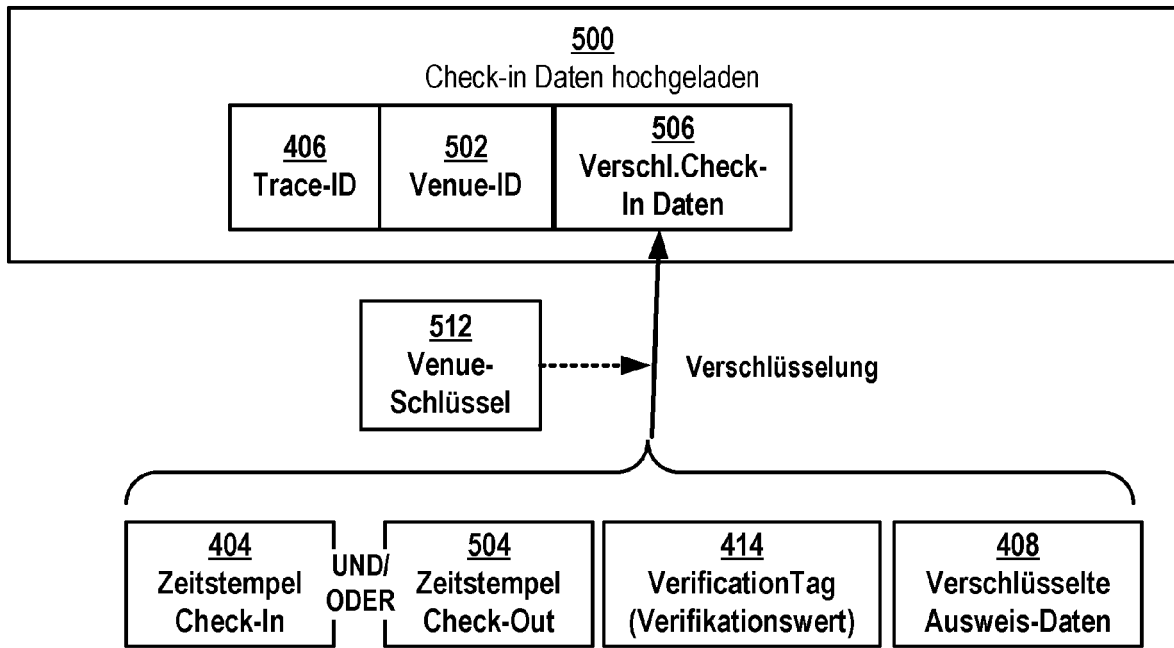 500
Check-in Daten hochgeladen
406
Trace-ID
502
Venue-ID
506
Verschl.Check-
In Daten
512
Venue-
Schlüssel
Verschlüsselung
404
Zeitstempel
Check-In
UND/
ODER
504
Zeitstempel
Check-Out
414
VerificationTag
(Verifikationswert)
408
Verschlüsselte
Ausweis-Daten